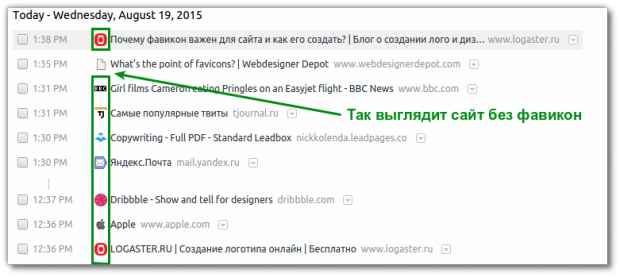 Today - Wednesday, August 19, 2015
1:38 PM Почему фавикон важен для сайта и как его создать? | Блог о создании лого и диз... www.logaster.ru
1:35 PM What's the point of favicons? | Webdesigner Depot www.webdesignerdepot.com
1:31 PM BBC Girl films Cameron eating Pringles on an Easyjet flight - BBC News www.bbc.com
Так выглядит сайт без фавикон
1:31 PM TJ Самые популярные твиты tjournal.ru
1:30 PM Copywriting - Full PDF - Standard Leadbox nickkolenda.leadpages.co
1:30 PM Яндекс.Почта mail.yandex.ru
12:37 PM Dribbble - Show and tell for designers dribbble.com
12:36 PM Apple www.apple.com
12:36 PM LOGASTER.RU | Создание логотипа онлайн | Бесплатно www.logaster.ru